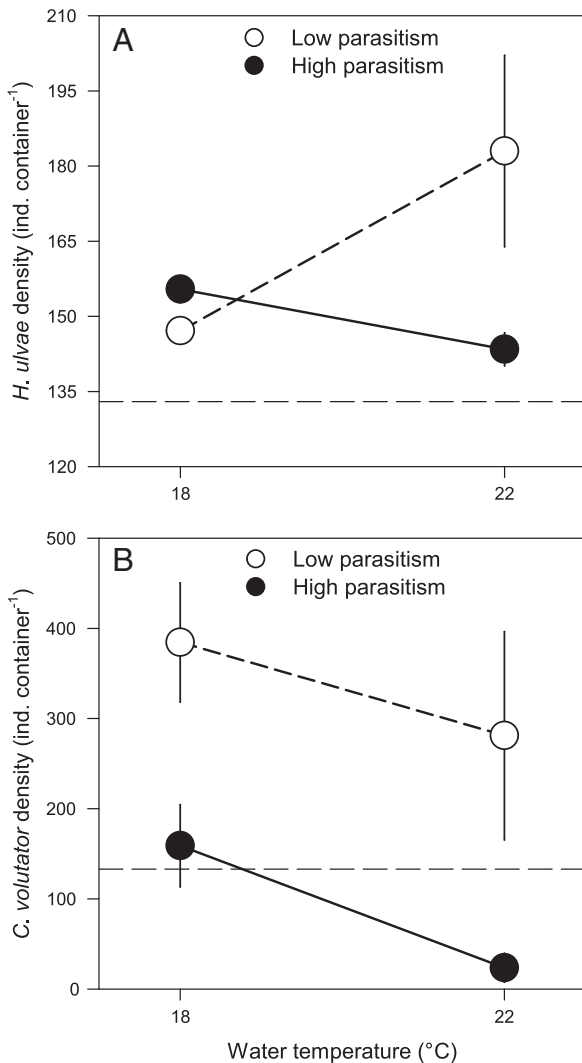 A
Low parasitism
High parasitism
210
195
180
165
150
135
120
H. ulvae density (ind. container⁻¹)
18
22
B
Low parasitism
High parasitism
500
400
300
200
100
0
C. volutator density (ind. container⁻¹)
18
22
Water temperature (°C)